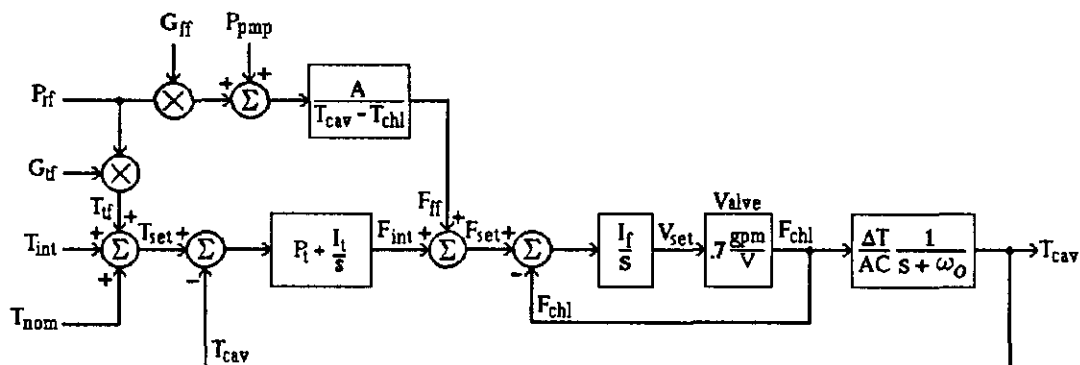 G_ff
P_pmp
P_rf
+
+
Σ
A
T_cav - T_chl
G_tf
T_tf
+
F_ff
+
Valve
T_int
+
Σ
T_set
+
Σ
P_t + I_t/s
F_int
+
Σ
F_set
+
Σ
I_f
s
V_set
.7 gpm/V
F_chl
ΔT
AC
1
s + ω_o
T_cav
+
-
-
F_chl
T_nom
T_cav